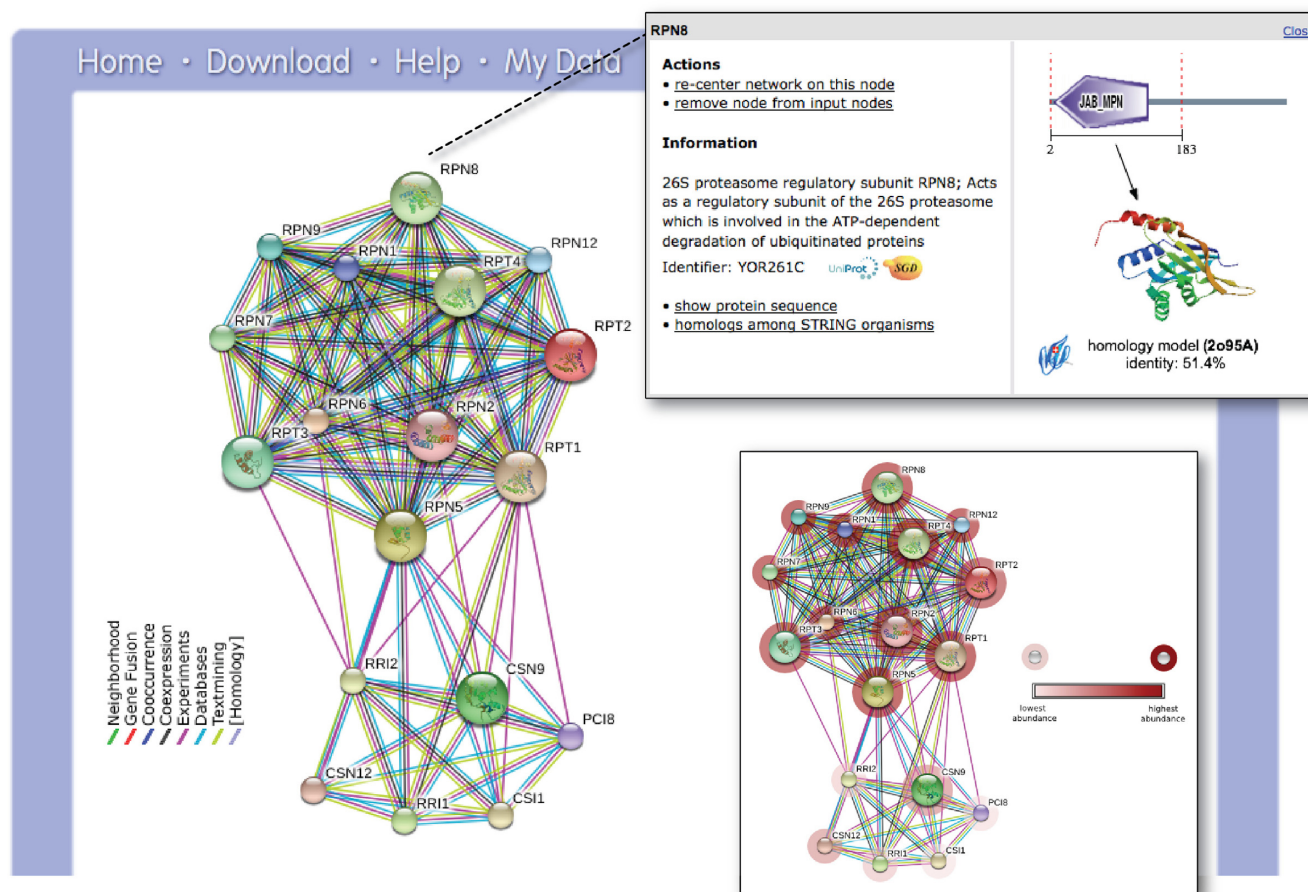 Home · Download · Help · My Data
RPN8
Close
Actions
• re-center network on this node
• remove node from input nodes
Information
26S proteasome regulatory subunit RPN8; Acts
as a regulatory subunit of the 26S proteasome
which is involved in the ATP-dependent
degradation of ubiquitinated proteins
Identifier: YOR261C UniProt SGD
• show protein sequence
• homologs among STRING organisms
JAB_MPN
2 183
homology model (2o95A)
identity: 51.4%
RPN8
RPN9
RPN1
RPN12
RPT4
RPN7
RPT2
RPN6
RPN2
RPT3
RPT1
RPN5
RRI2
CSN9
PCI8
CSN12
RRI1
CSI1
Neighborhood
Gene Fusion
Cooccurrence
Coexpression
Experiments
Databases
Textmining
[Homology]
RPN8
RPN9
RPN1
RPN12
RPT4
RPN7
RPT2
RPN6
RPN2
RPT3
RPT1
RPN5
RRI2
CSN9
PCI8
CSN12
RRI1
CSI1
lowest
abundance
highest
abundance